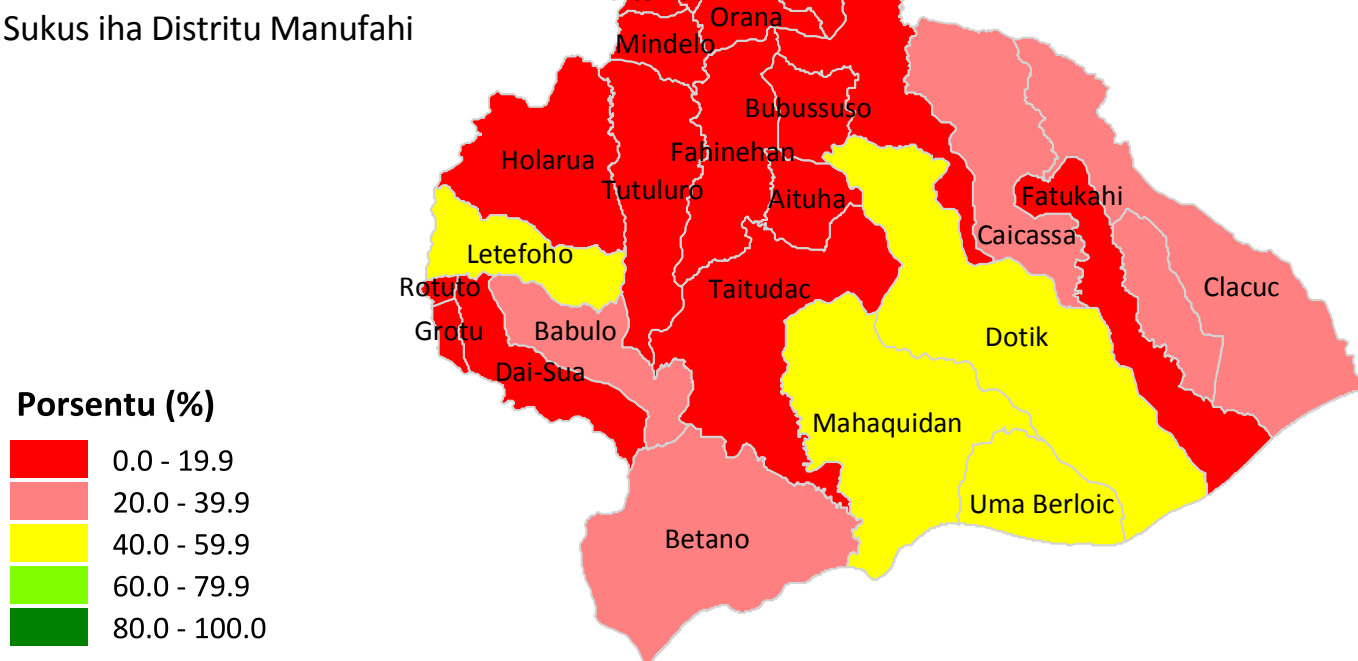 Sukus iha Distritu Manufahi
Orana
Mindelo
Bubussuso
Fahinehan
Holarua
Tutuluro
Aituha
Fatukahi
Caicassa
Letefoho
Rotuto
Taitudac
Clacuc
Grotu
Babulo
Dotik
Dai-Sua
Mahaquidan
Uma Berloic
Betano
Porsentu (%)
0.0 - 19.9
20.0 - 39.9
40.0 - 59.9
60.0 - 79.9
80.0 - 100.0